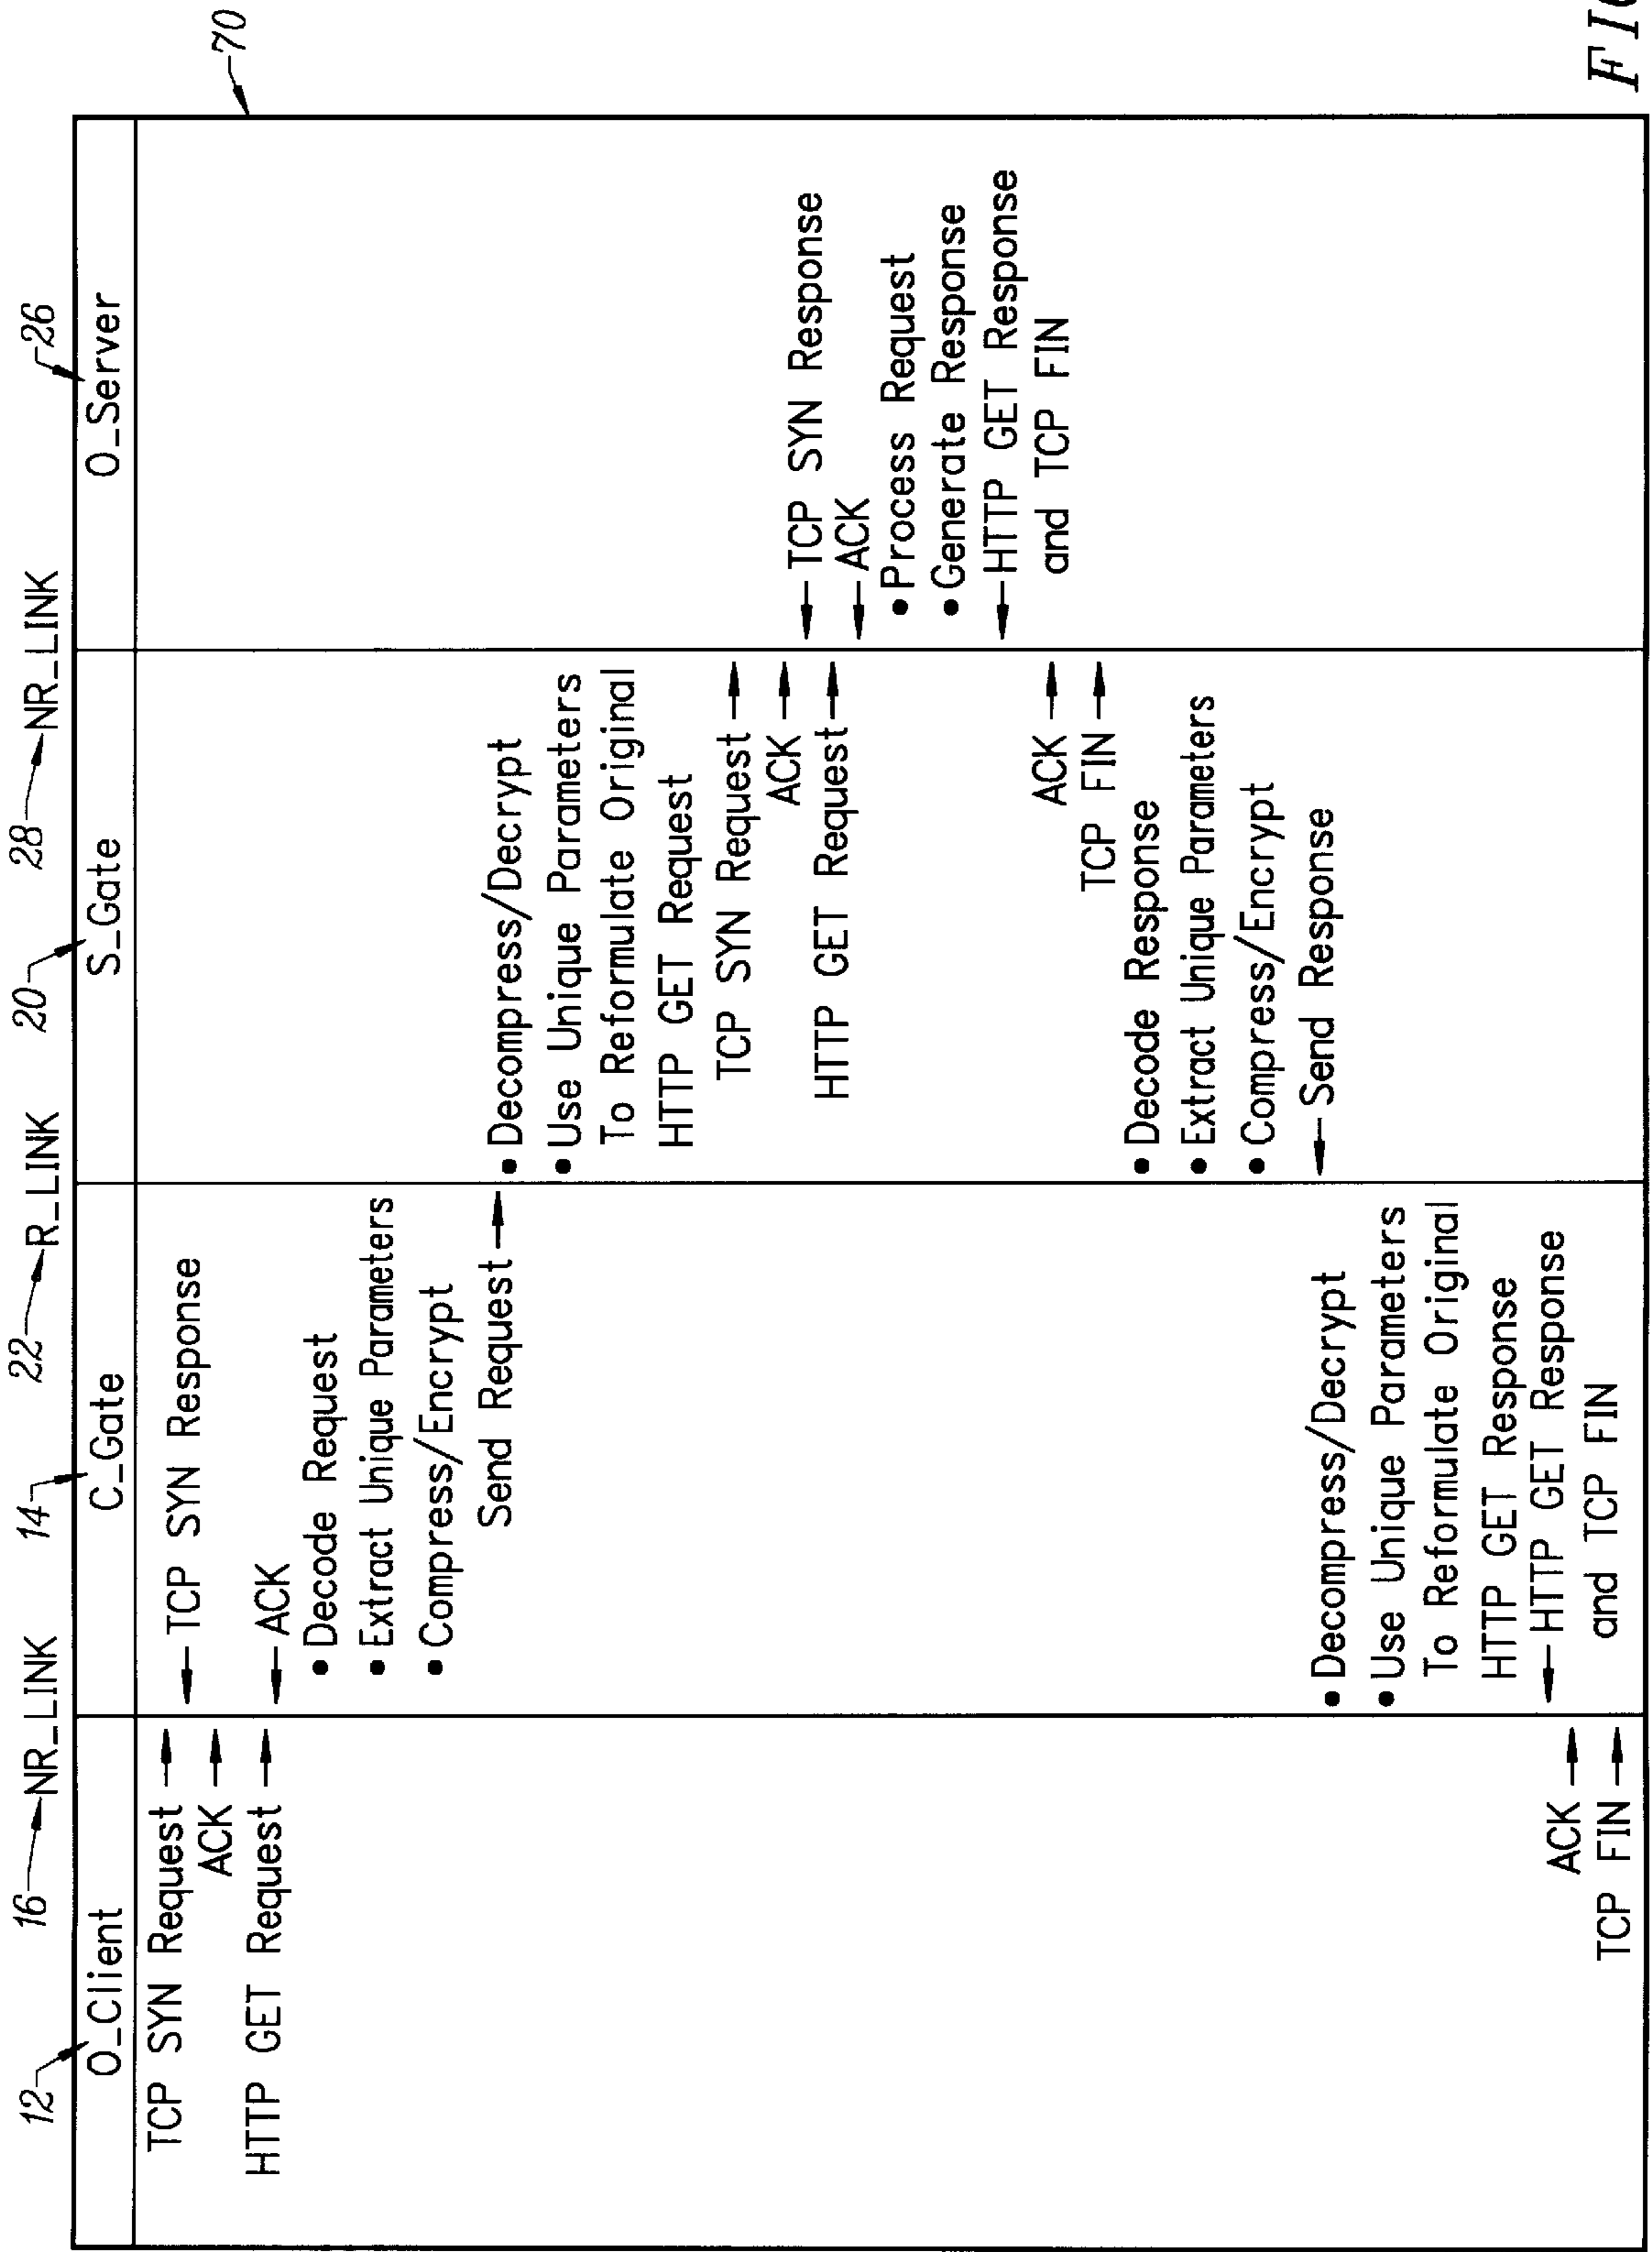 12
16
NR_LINK
14
22
R_LINK
20
28
NR_LINK
26
70
O_Client
C_Gate
S_Gate
O_Server
TCP SYN Request
ACK
HTTP GET Request
TCP SYN Response
ACK
• Decode Request
• Extract Unique Parameters
• Compress/Encrypt
Send Request
• Decompress/Decrypt
• Use Unique Parameters
To Reformulate Original
HTTP GET Request
TCP SYN Request
ACK
HTTP GET Request
TCP SYN Response
ACK
• Process Request
• Generate Response
HTTP GET Response
and TCP FIN
ACK
TCP FIN
• Decode Response
• Extract Unique Parameters
• Compress/Encrypt
Send Response
• Decompress/Decrypt
• Use Unique Parameters
To Reformulate Original
HTTP GET Response
HTTP GET Response
and TCP FIN
ACK
TCP FIN